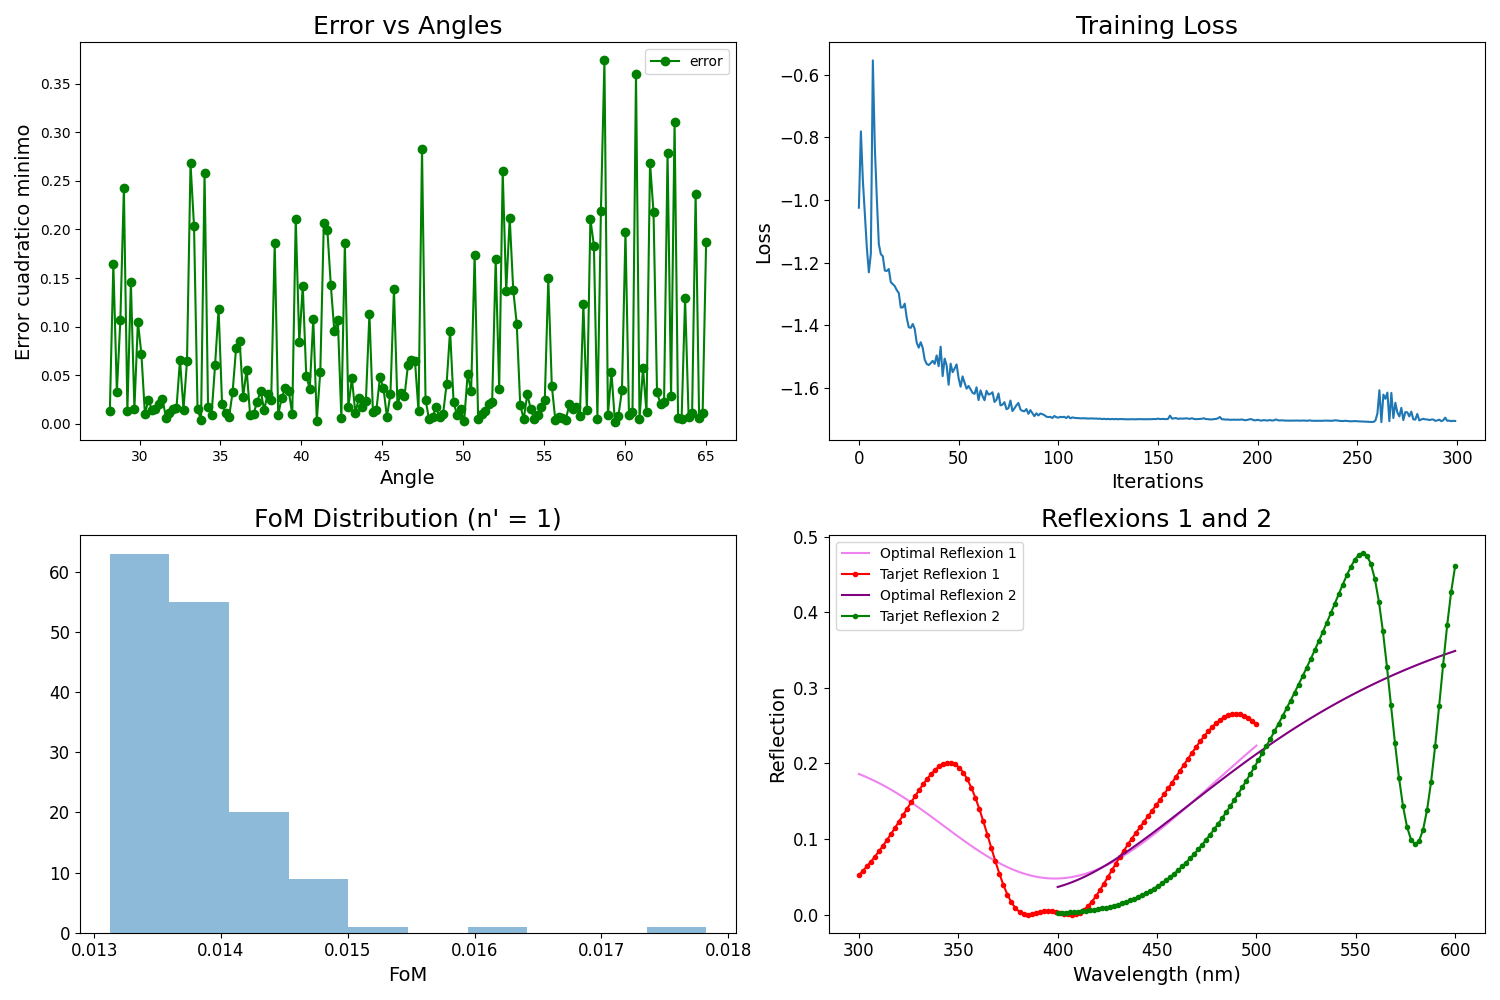 Error vs Angles
error
Error cuadratico minimo
0.35
0.30
0.25
0.20
0.15
0.10
0.05
0.00
30 35 40 45 50 55 60 65
Angle
Training Loss
Loss
−0.6
−0.8
−1.0
−1.2
−1.4
−1.6
0 50 100 150 200 250 300
Iterations
FoM Distribution (n' = 1)
60
50
40
30
20
10
0
0.013 0.014 0.015 0.016 0.017 0.018
FoM
Reflexions 1 and 2
Optimal Reflexion 1
Tarjet Reflexion 1
Optimal Reflexion 2
Tarjet Reflexion 2
Reflection
0.5
0.4
0.3
0.2
0.1
0.0
300 350 400 450 500 550 600
Wavelength (nm)